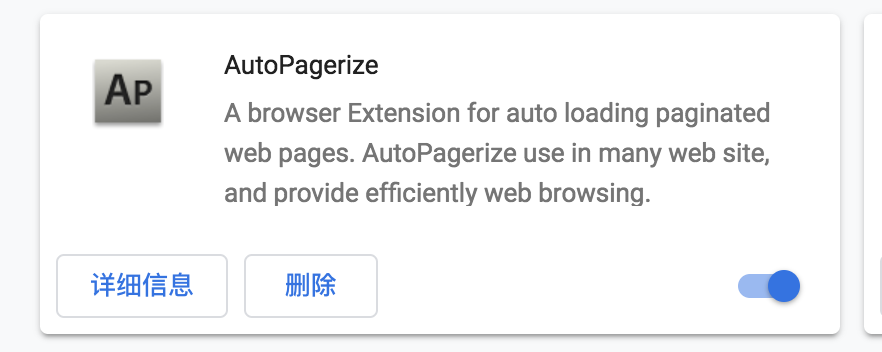 AP
AutoPagerize
A browser Extension for auto loading paginated
web pages. AutoPagerize use in many web site,
and provide efficiently web browsing.
详细信息
删除